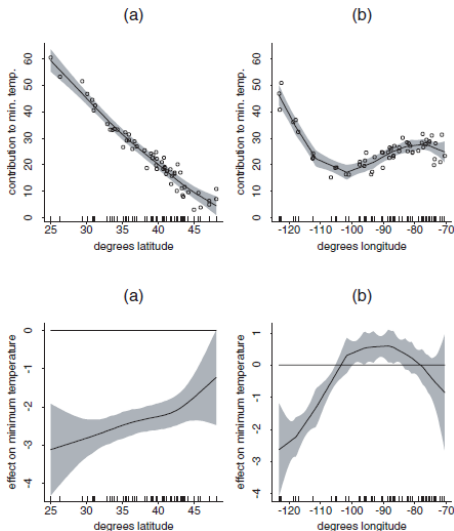 (a)
contribution to min. temp.
60
50
40
30
20
10
0
25 30 35 40 45
degrees latitude
(b)
contribution to min. temp.
60
50
40
30
20
10
0
-120 -110 -100 -90 -80 -70
degrees longitude
(a)
effect on minimum temperature
0
-1
-2
-3
-4
25 30 35 40 45
degrees latitude
(b)
effect on minimum temperature
1
0
-1
-2
-3
-4
-120 -110 -100 -90 -80 -70
degrees longitude